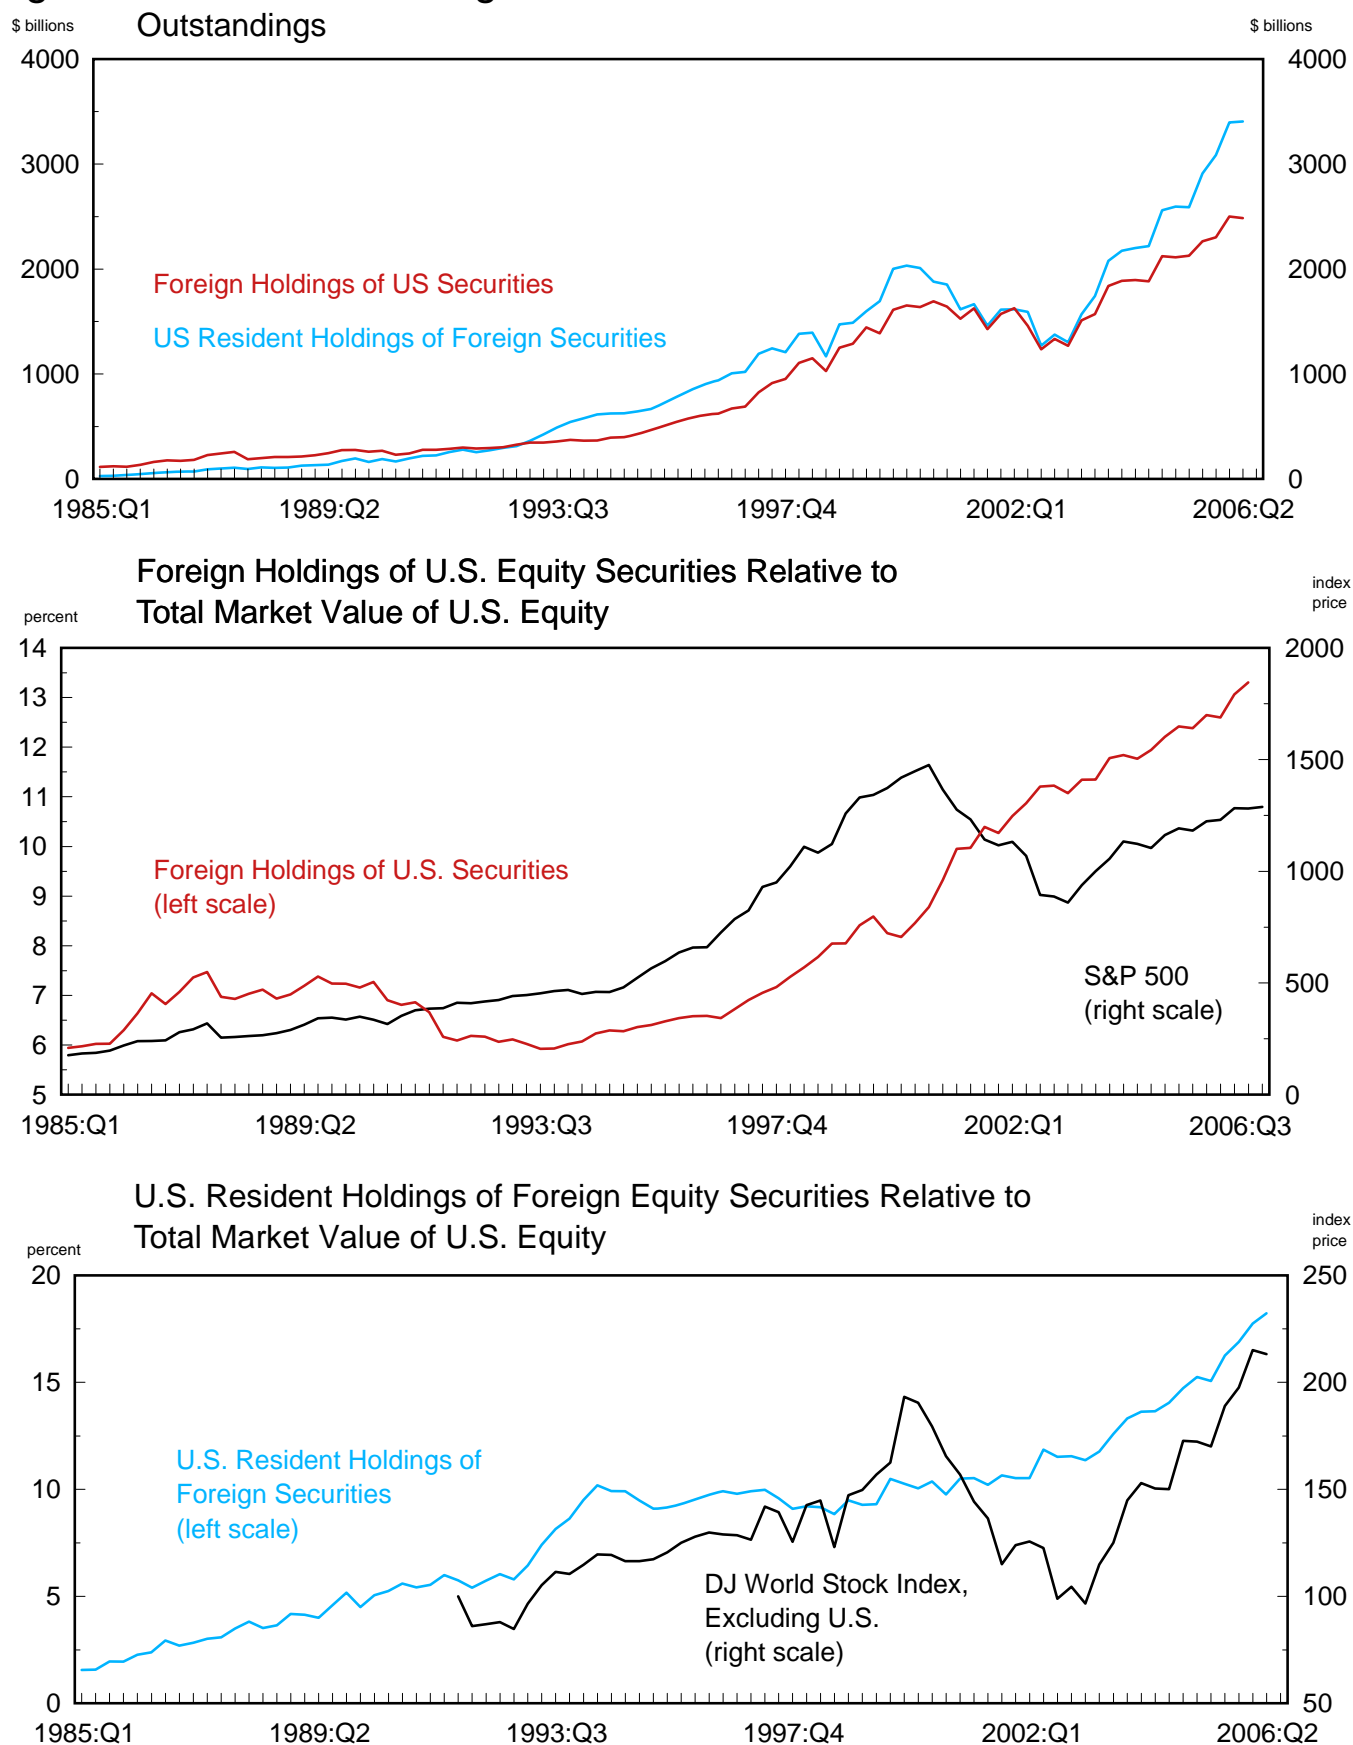 $ billions
Outstandings
$ billions
4000
4000
3000
3000
2000
2000
Foreign Holdings of US Securities
US Resident Holdings of Foreign Securities
1000
1000
0
0
1985:Q1
1989:Q2
1993:Q3
1997:Q4
2002:Q1
2006:Q2
Foreign Holdings of U.S. Equity Securities Relative to
Total Market Value of U.S. Equity
percent
index
price
14
13
12
11
10
9
8
7
6
5
2000
1500
1000
500
0
Foreign Holdings of U.S. Securities
(left scale)
S&P 500
(right scale)
1985:Q1
1989:Q2
1993:Q3
1997:Q4
2002:Q1
2006:Q3
U.S. Resident Holdings of Foreign Equity Securities Relative to
Total Market Value of U.S. Equity
percent
index
price
20
15
10
5
0
250
200
150
100
50
U.S. Resident Holdings of
Foreign Securities
(left scale)
DJ World Stock Index,
Excluding U.S.
(right scale)
1985:Q1
1989:Q2
1993:Q3
1997:Q4
2002:Q1
2006:Q2